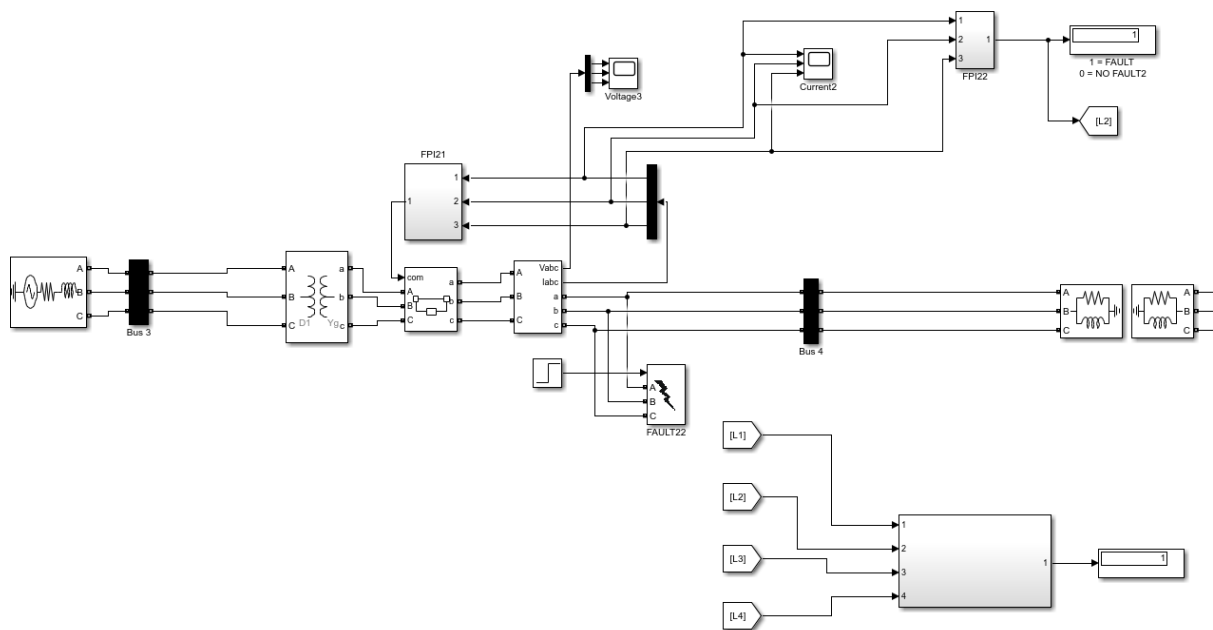 1
2
3
1
FPI22
1
1 = FAULT
0 = NO FAULT2
[L2]
Voltage3
Current2
FPI21
1
1
2
3
A
B
C
Bus 3
A
B
C
D1
Yg
a
b
c
com
A
B
C
a
b
c
A
B
C
Vabc
Iabc
a
b
c
Bus 4
A
B
C
A
B
C
A
B
C
FAULT22
[L1]
[L2]
[L3]
[L4]
1
2
3
4
1
1